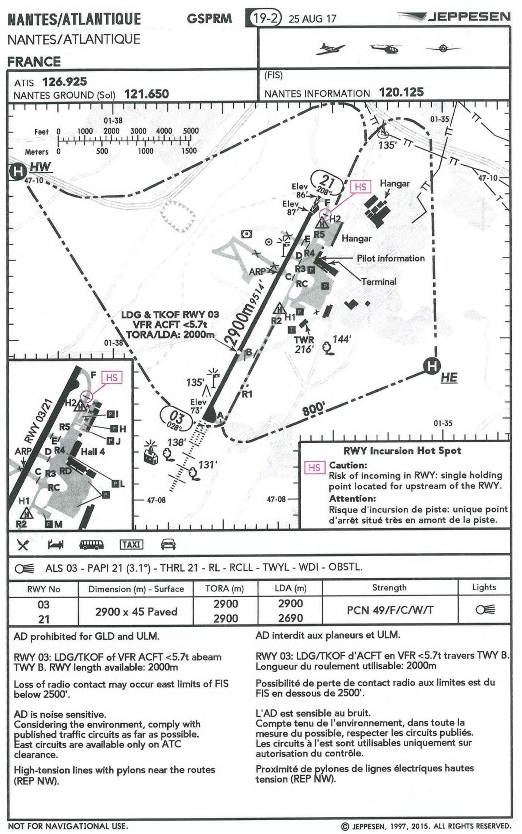 NANTES/ATLANTIQUE
NANTES/ATLANTIQUE
FRANCE
GSPRM 19-2 25 AUG 17 JEPPESEN
ATIS 126.925
NANTES GROUND (Sol) 121.650
(FIS)
NANTES INFORMATION 120.125
01-38
01-35
Feet 0 1000 2000 3000 4000 5000
Meters 0 500 1000 1500
H HW
47-10
47-10
135'
21
208°
HS
Hangar
Elev
86'
F
Elev
87'
H2
R5
Hangar
E
D R4
Pilot information
ARP
R3
C
RC
Terminal
LDG & TKOF RWY 03
VFR ACFT <5.7t
TORA/LDA: 2000m
2900m 9514'
R2
H1
TWR
216'
144'
01-38
B
H HE
135'
R1
Elev
73'
A
03
028°
800'
138'
131'
01-35
47-08
47-08
F
HS
RWY 03/21
H2
I
R5
H
E
J
ARP
D R4
Hall 4
C R3 RD
RC
L
H1
R2
M
RWY Incursion Hot Spot
HS Caution:
Risk of incoming in RWY: single holding
point located for upstream of the RWY.
Attention:
Risque d'incursion de piste: unique point
d'arrêt situé très en amont de la piste.
TAXI
ALS 03 - PAPI 21 (3.1°) - THRL 21 - RL - RCLL - TWYL - WDI - OBSTL.
RWY No Dimension (m) - Surface TORA (m) LDA (m) Strength Lights
03 2900 x 45 Paved 2900 2900 PCN 49/F/C/W/T
21 2900 2690
AD prohibited for GLD and ULM.
RWY 03: LDG/TKOF of VFR ACFT <5.7t abeam
TWY B. RWY length available: 2000m
Loss of radio contact may occur east limits of FIS
below 2500'.
AD is noise sensitive.
Considering the environment, comply with
published traffic circuits as far as possible.
East circuits are available only on ATC
clearance.
High-tension lines with pylons near the routes
(REP NW).
AD interdit aux planeurs et ULM.
RWY 03: LDG/TKOF d'ACFT en VFR <5.7t travers TWY B.
Longueur du roulement utilisable: 2000m
Possibilité de perte de contact radio aux limites est du
FIS en dessous de 2500'.
L'AD est sensible au bruit.
Compte tenu de l'environnement, dans toute la
mesure du possible, respecter les circuits publiés.
Les circuits à l'est sont utilisables uniquement sur
autorisation du contrôle.
Proximité de pylones de lignes électriques hautes
tension (REP NW).
NOT FOR NAVIGATIONAL USE.
© JEPPESEN, 1997, 2015. ALL RIGHTS RESERVED.